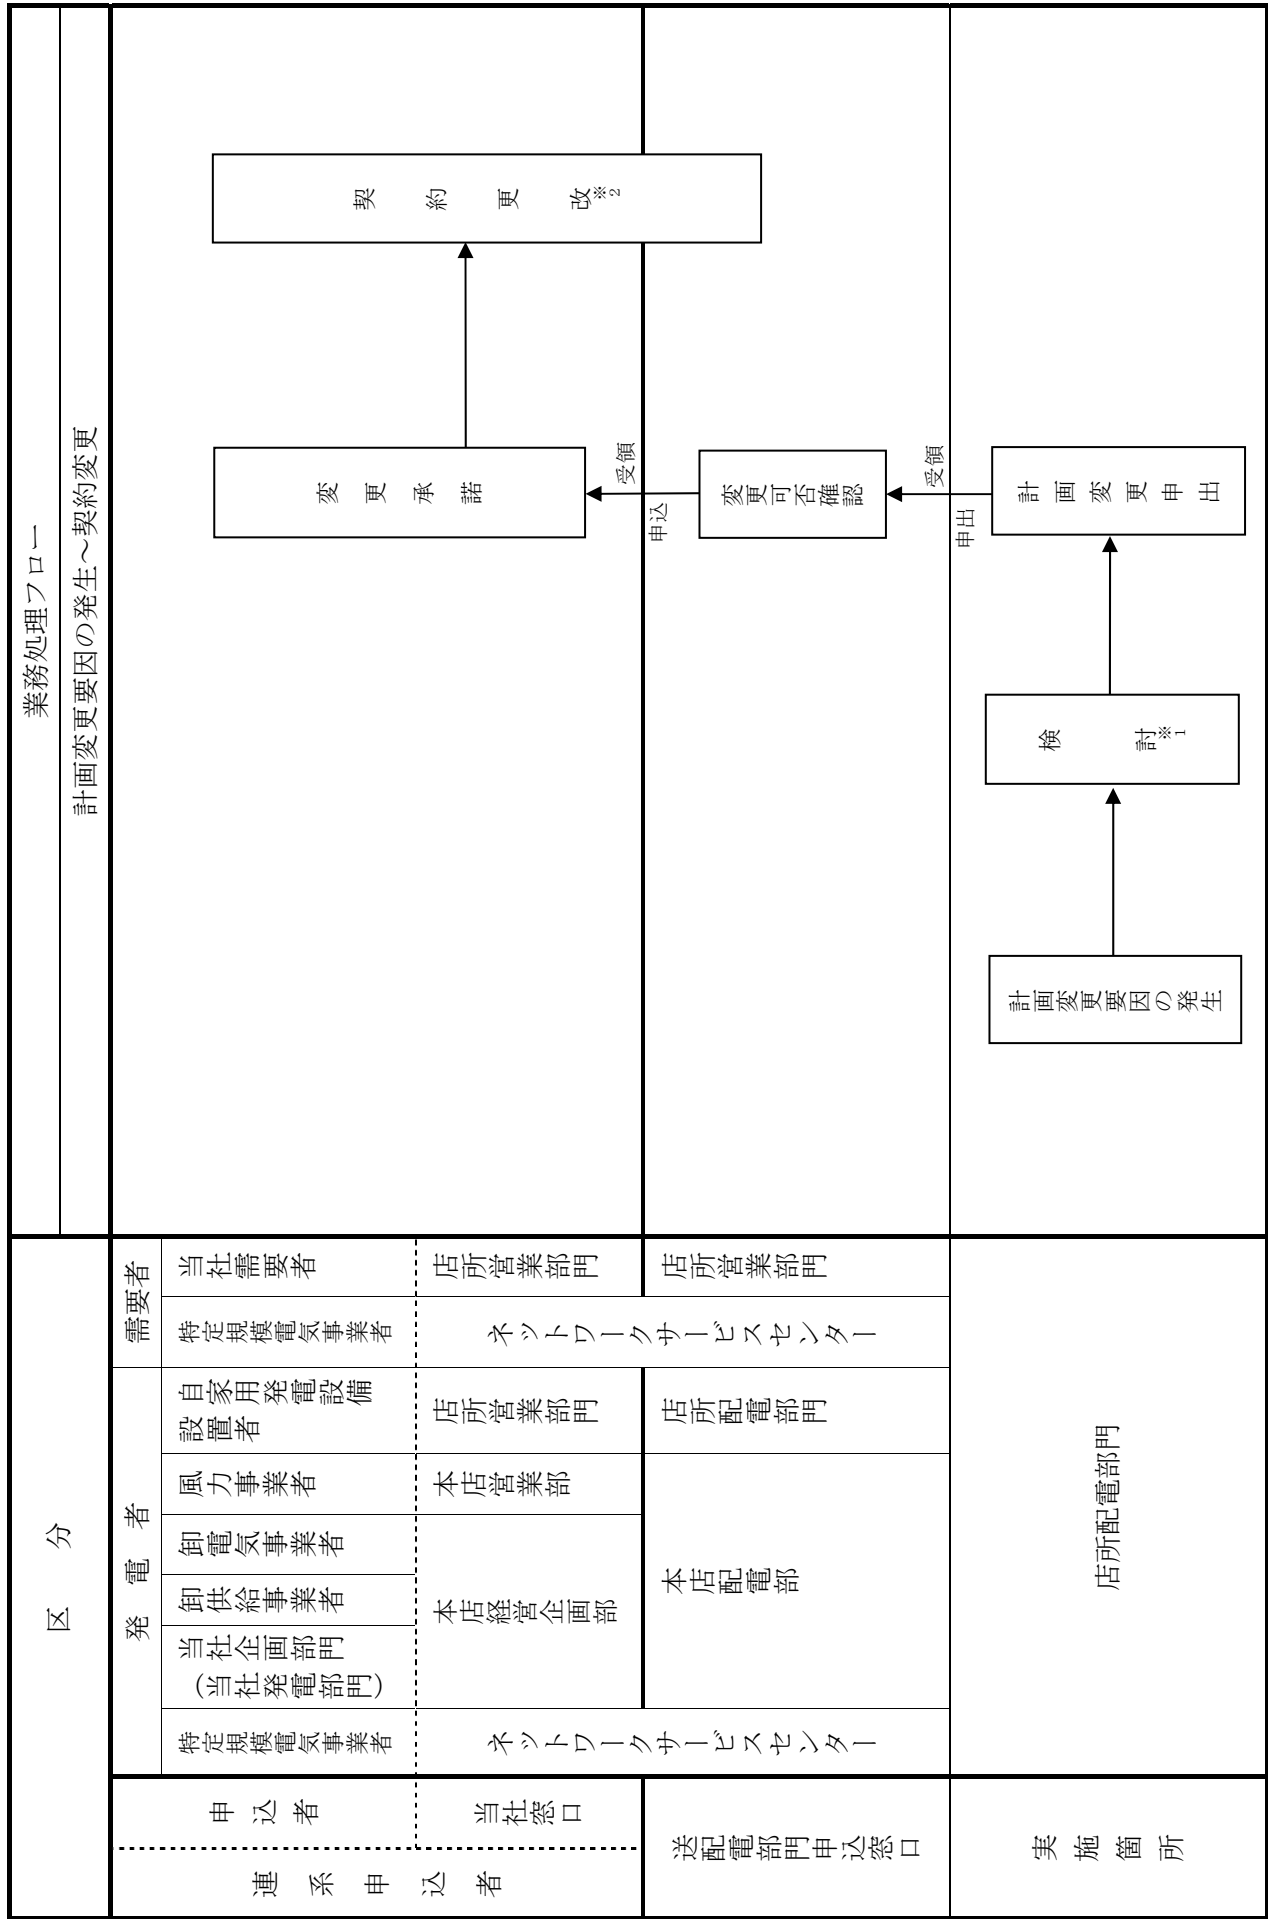 区　分
業務処理フロー
計画変更要因の発生～契約変更
発　電　者
需要者
連系申込者
申込者
特定規模電気事業者
当社企画部門
（当社発電部門）
卸供給事業者
卸電気事業者
風力事業者
自家用発電設備
設置者
特定規模電気事業者
当社需要者
当社窓口
ネットワークサービスセンター
本店経営企画部
本店営業部
店所営業部門
ネットワークサービスセンター
店所営業部門
送配電部門申込窓口
本店配電部
店所配電部門
店所営業部門
実施箇所
店所配電部門
計画変更要因の発生
検　討※1
計画変更申出
申出
受領
変更可否確認
申込
受領
変更承諾
契約更改※2